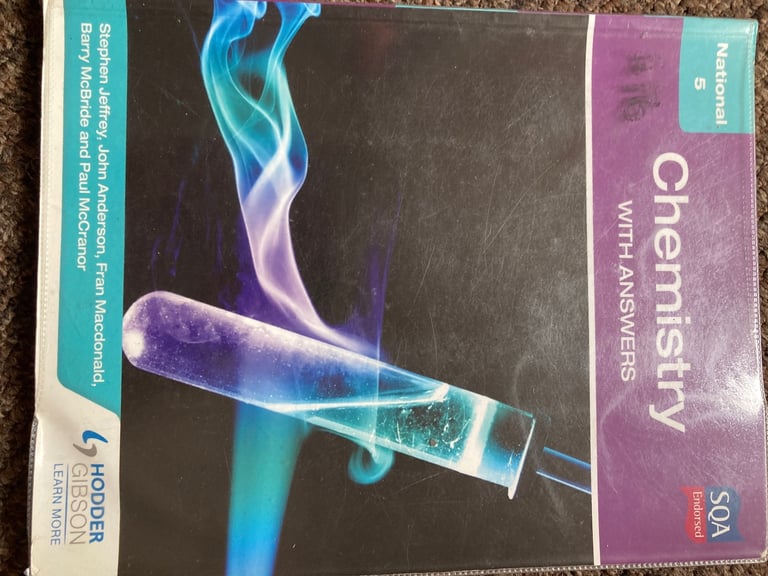 National
5
SQA
Endorsed
Chemistry
WITH ANSWERS
Stephen Jeffrey, John Anderson, Fran Macdonald,
Barry McBride and Paul McCranor
HODDER
GIBSON
LEARN MORE